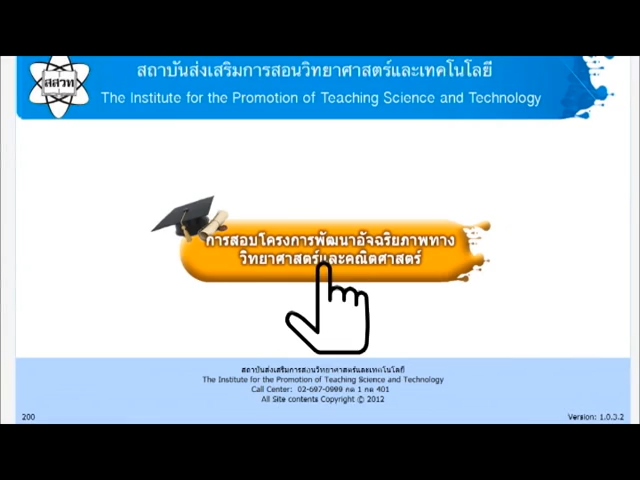 สสวท
สถาบันส่งเสริมการสอนวิทยาศาสตร์และเทคโนโลยี
The Institute for the Promotion of Teaching Science and Technology
การสอบโครงการพัฒนาอัจฉริยภาพทาง
วิทยาศาสตร์และคณิตศาสตร์
สถาบันส่งเสริมการสอนวิทยาศาสตร์และเทคโนโลยี
The Institute for the Promotion of Teaching Science and Technology
Call Center: 02-697-0999 กด 1 กด 401
All Site contents Copyright © 2012
200
Version: 1.0.3.2